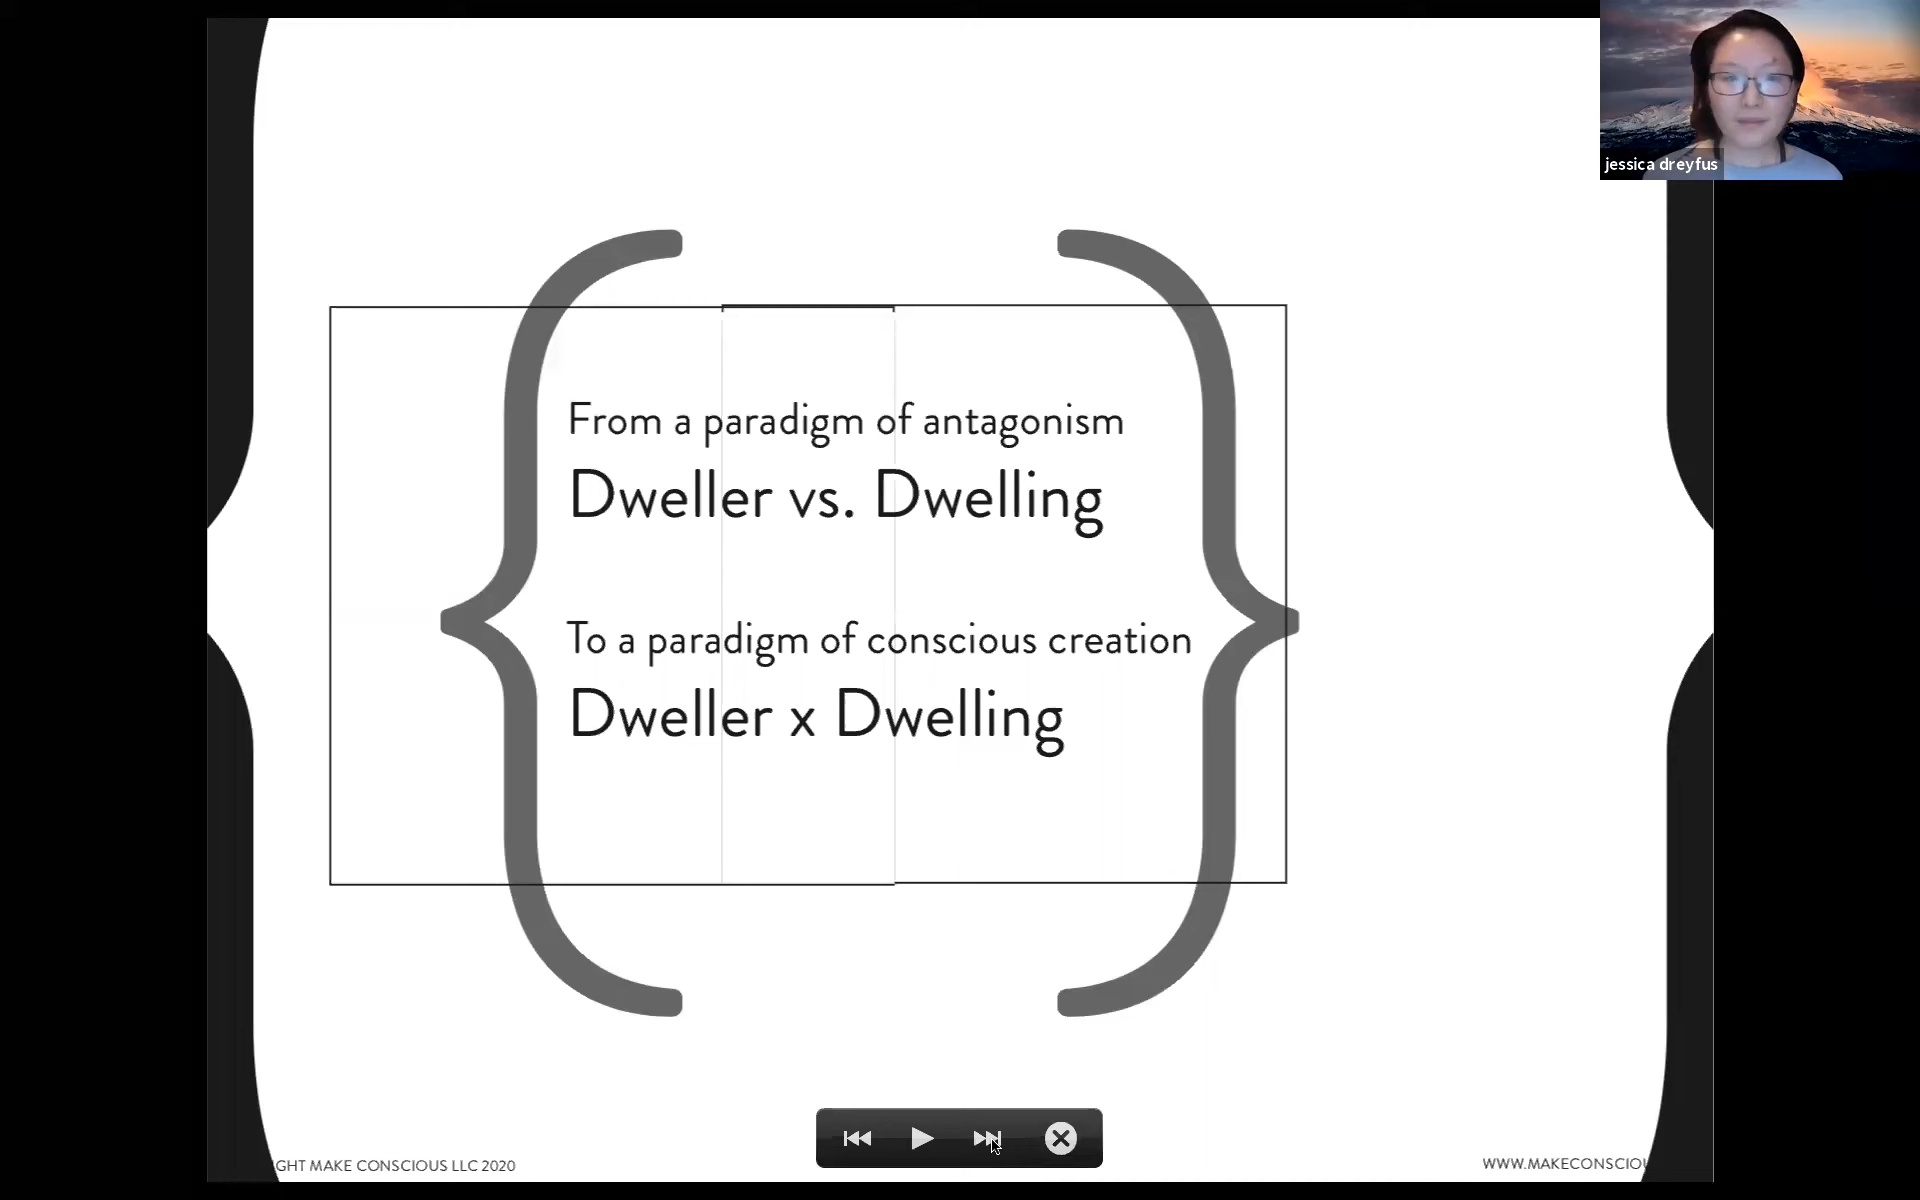 jessica dreyfus
From a paradigm of antagonism
Dweller vs. Dwelling
To a paradigm of conscious creation
Dweller x Dwelling
GHT MAKE CONSCIOUS LLC 2020
WWW.MAKECONSCIOU